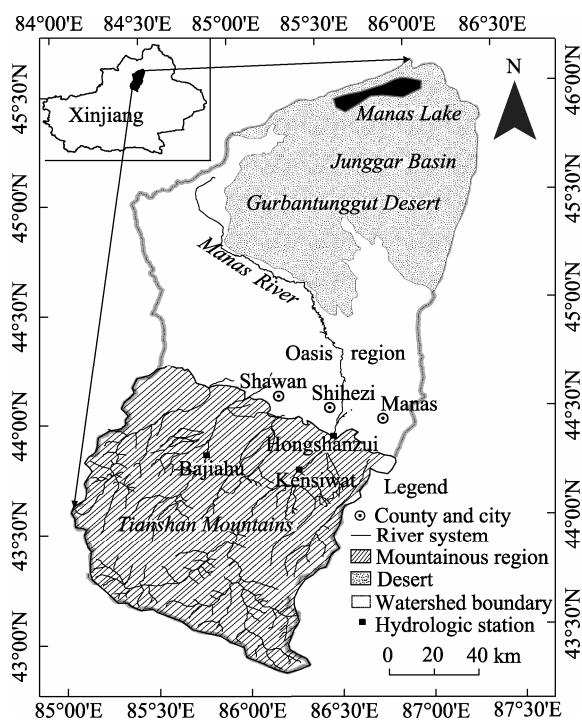 84°00′E 84°30′E 85°00′E 85°30′E 86°00′E 86°30′E
N
Xinjiang
Manas Lake
Junggar Basin
Gurbantunggut Desert
Manas River
Oasis region
Shawan
Shihezi
Manas
Hongshanzui
Bajiahu
Kensiwat
Tianshan Mountains
Legend
County and city
River system
Mountainous region
Desert
Watershed boundary
Hydrologic station
0 20 40 km
45°30′N
45°00′N
44°30′N
44°00′N
43°30′N
43°00′N
46°00′N
45°30′N
45°00′N
44°30′N
44°00′N
43°30′N
85°00′E 85°30′E 86°00′E 86°30′E 87°00′E 87°30′E